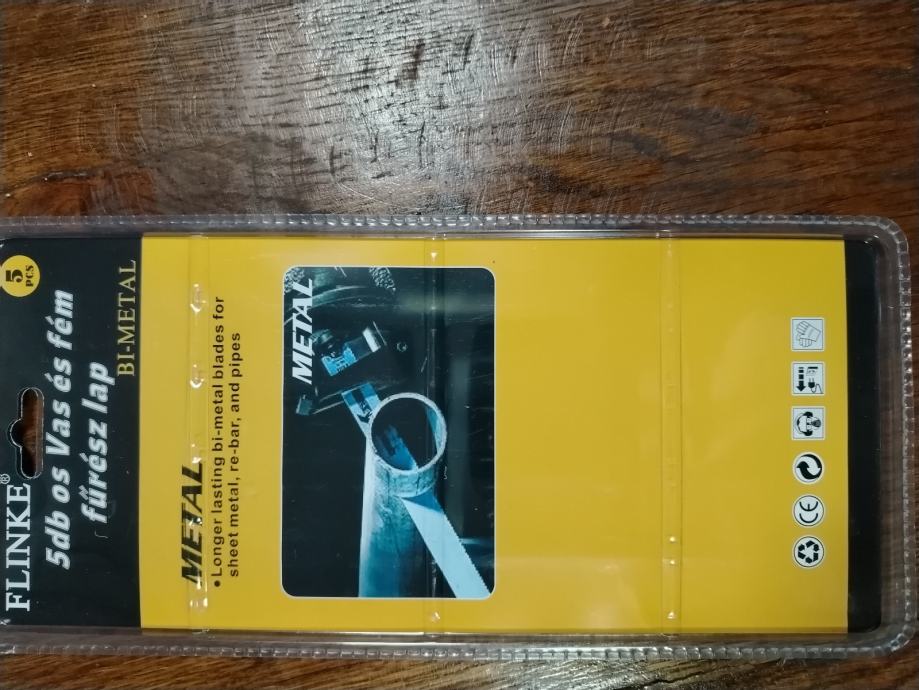 FLINKE®
5 PCS
5db os Vas és fém
fűrész lap
BI-METAL
METAL
• Longer lasting bi-metal blades for
sheet metal, re-bar, and pipes
METAL
CE